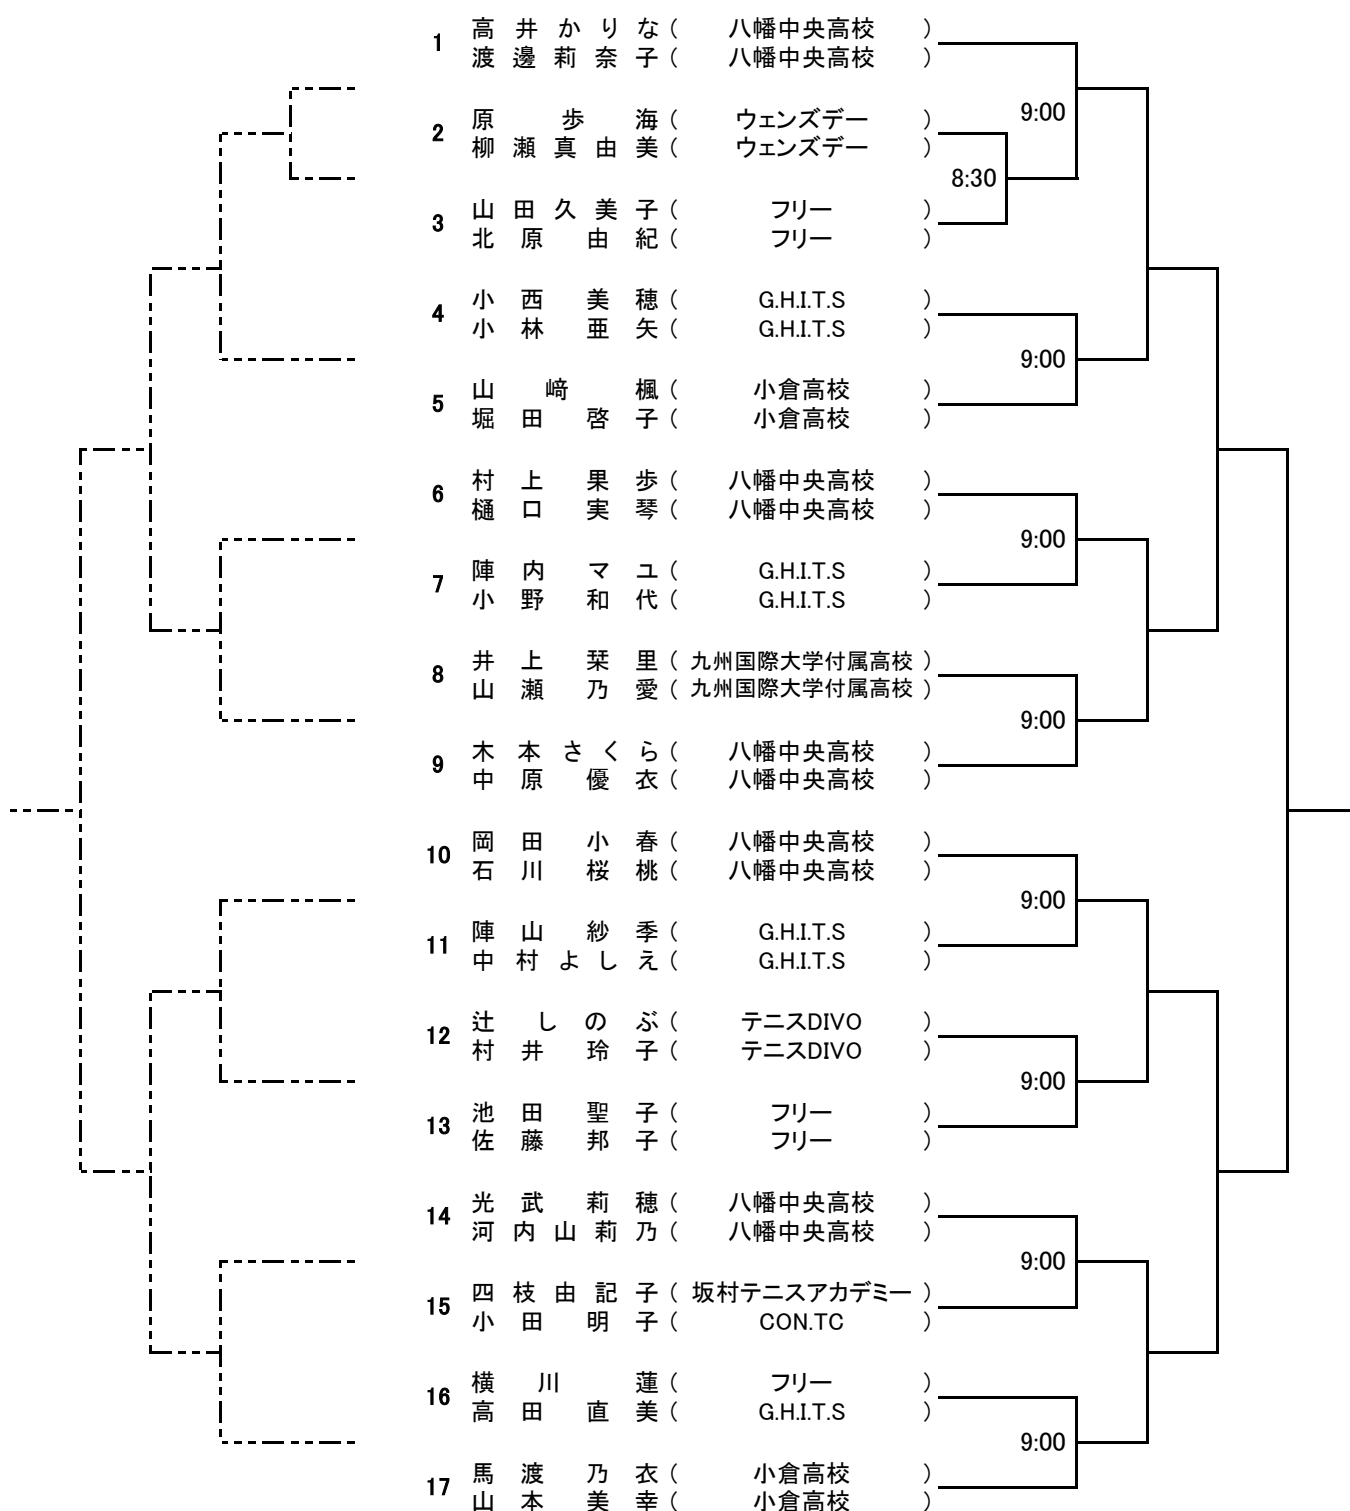 1 高井かりな( 八幡中央高校 )
渡邊莉奈子( 八幡中央高校 )
9:00
2 原歩海( ウェンズデー )
柳瀬真由美( ウェンズデー )
8:30
3 山田久美子( フリー )
北原由紀( フリー )
4 小西美穂( G.H.I.T.S )
小林亜矢( G.H.I.T.S )
9:00
5 山﨑楓( 小倉高校 )
堀田啓子( 小倉高校 )
6 村上果歩( 八幡中央高校 )
樋口実琴( 八幡中央高校 )
9:00
7 陣内マユ( G.H.I.T.S )
小野和代( G.H.I.T.S )
8 井上栞里( 九州国際大学付属高校 )
山瀬乃愛( 九州国際大学付属高校 )
9:00
9 木本さくら( 八幡中央高校 )
中原優衣( 八幡中央高校 )
10 岡田小春( 八幡中央高校 )
石川桜桃( 八幡中央高校 )
9:00
11 陣山紗季( G.H.I.T.S )
中村よしえ( G.H.I.T.S )
12 辻しのぶ( テニスDIVO )
村井玲子( テニスDIVO )
9:00
13 池田聖子( フリー )
佐藤邦子( フリー )
14 光武莉穂( 八幡中央高校 )
河内山莉乃( 八幡中央高校 )
9:00
15 四枝由記子( 坂村テニスアカデミー )
小田明子( CON.TC )
16 横川蓮( フリー )
高田直美( G.H.I.T.S )
9:00
17 馬渡乃衣( 小倉高校 )
山本美幸( 小倉高校 )